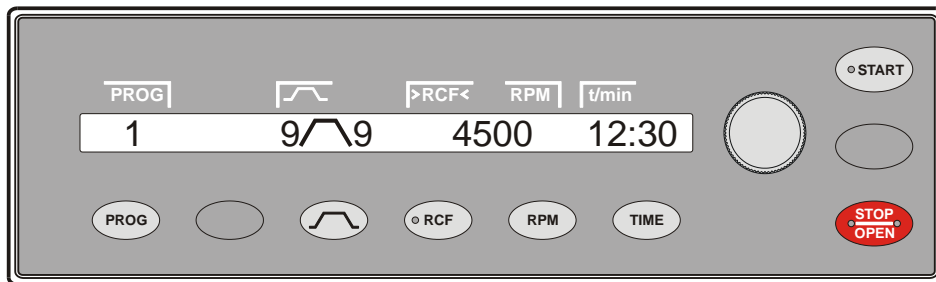 PROG >RCF< RPM t/min
1 9 9 4500 12:30
PROG RCF RPM TIME
START
STOP
OPEN